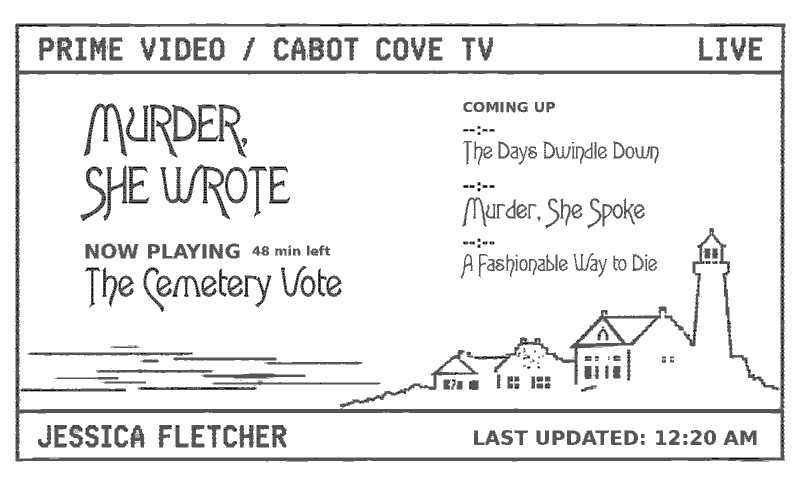 PRIME VIDEO / CABOT COVE TV
LIVE
MURDER,
SHE WROTE
NOW PLAYING 48 min left
The Cemetery Vote
COMING UP
--:--
The Days Dwindle Down
--:--
Murder, She Spoke
--:--
A Fashionable Way to Die
JESSICA FLETCHER
LAST UPDATED: 12:20 AM